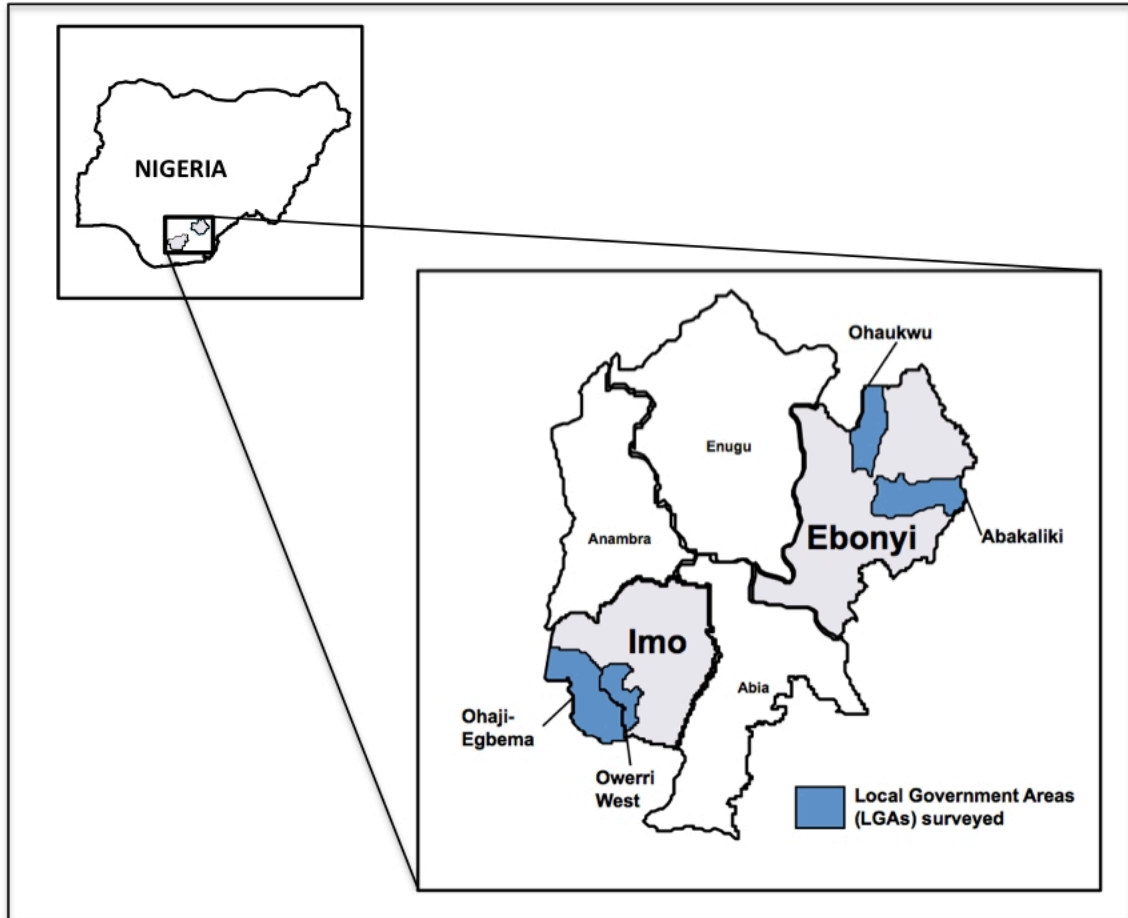 NIGERIA
Ohaukwu
Enugu
Anambra
Ebonyi
Abakaliki
Imo
Abia
Ohaji-
Egbema
Owerri
West
Local Government Areas
(LGAs) surveyed